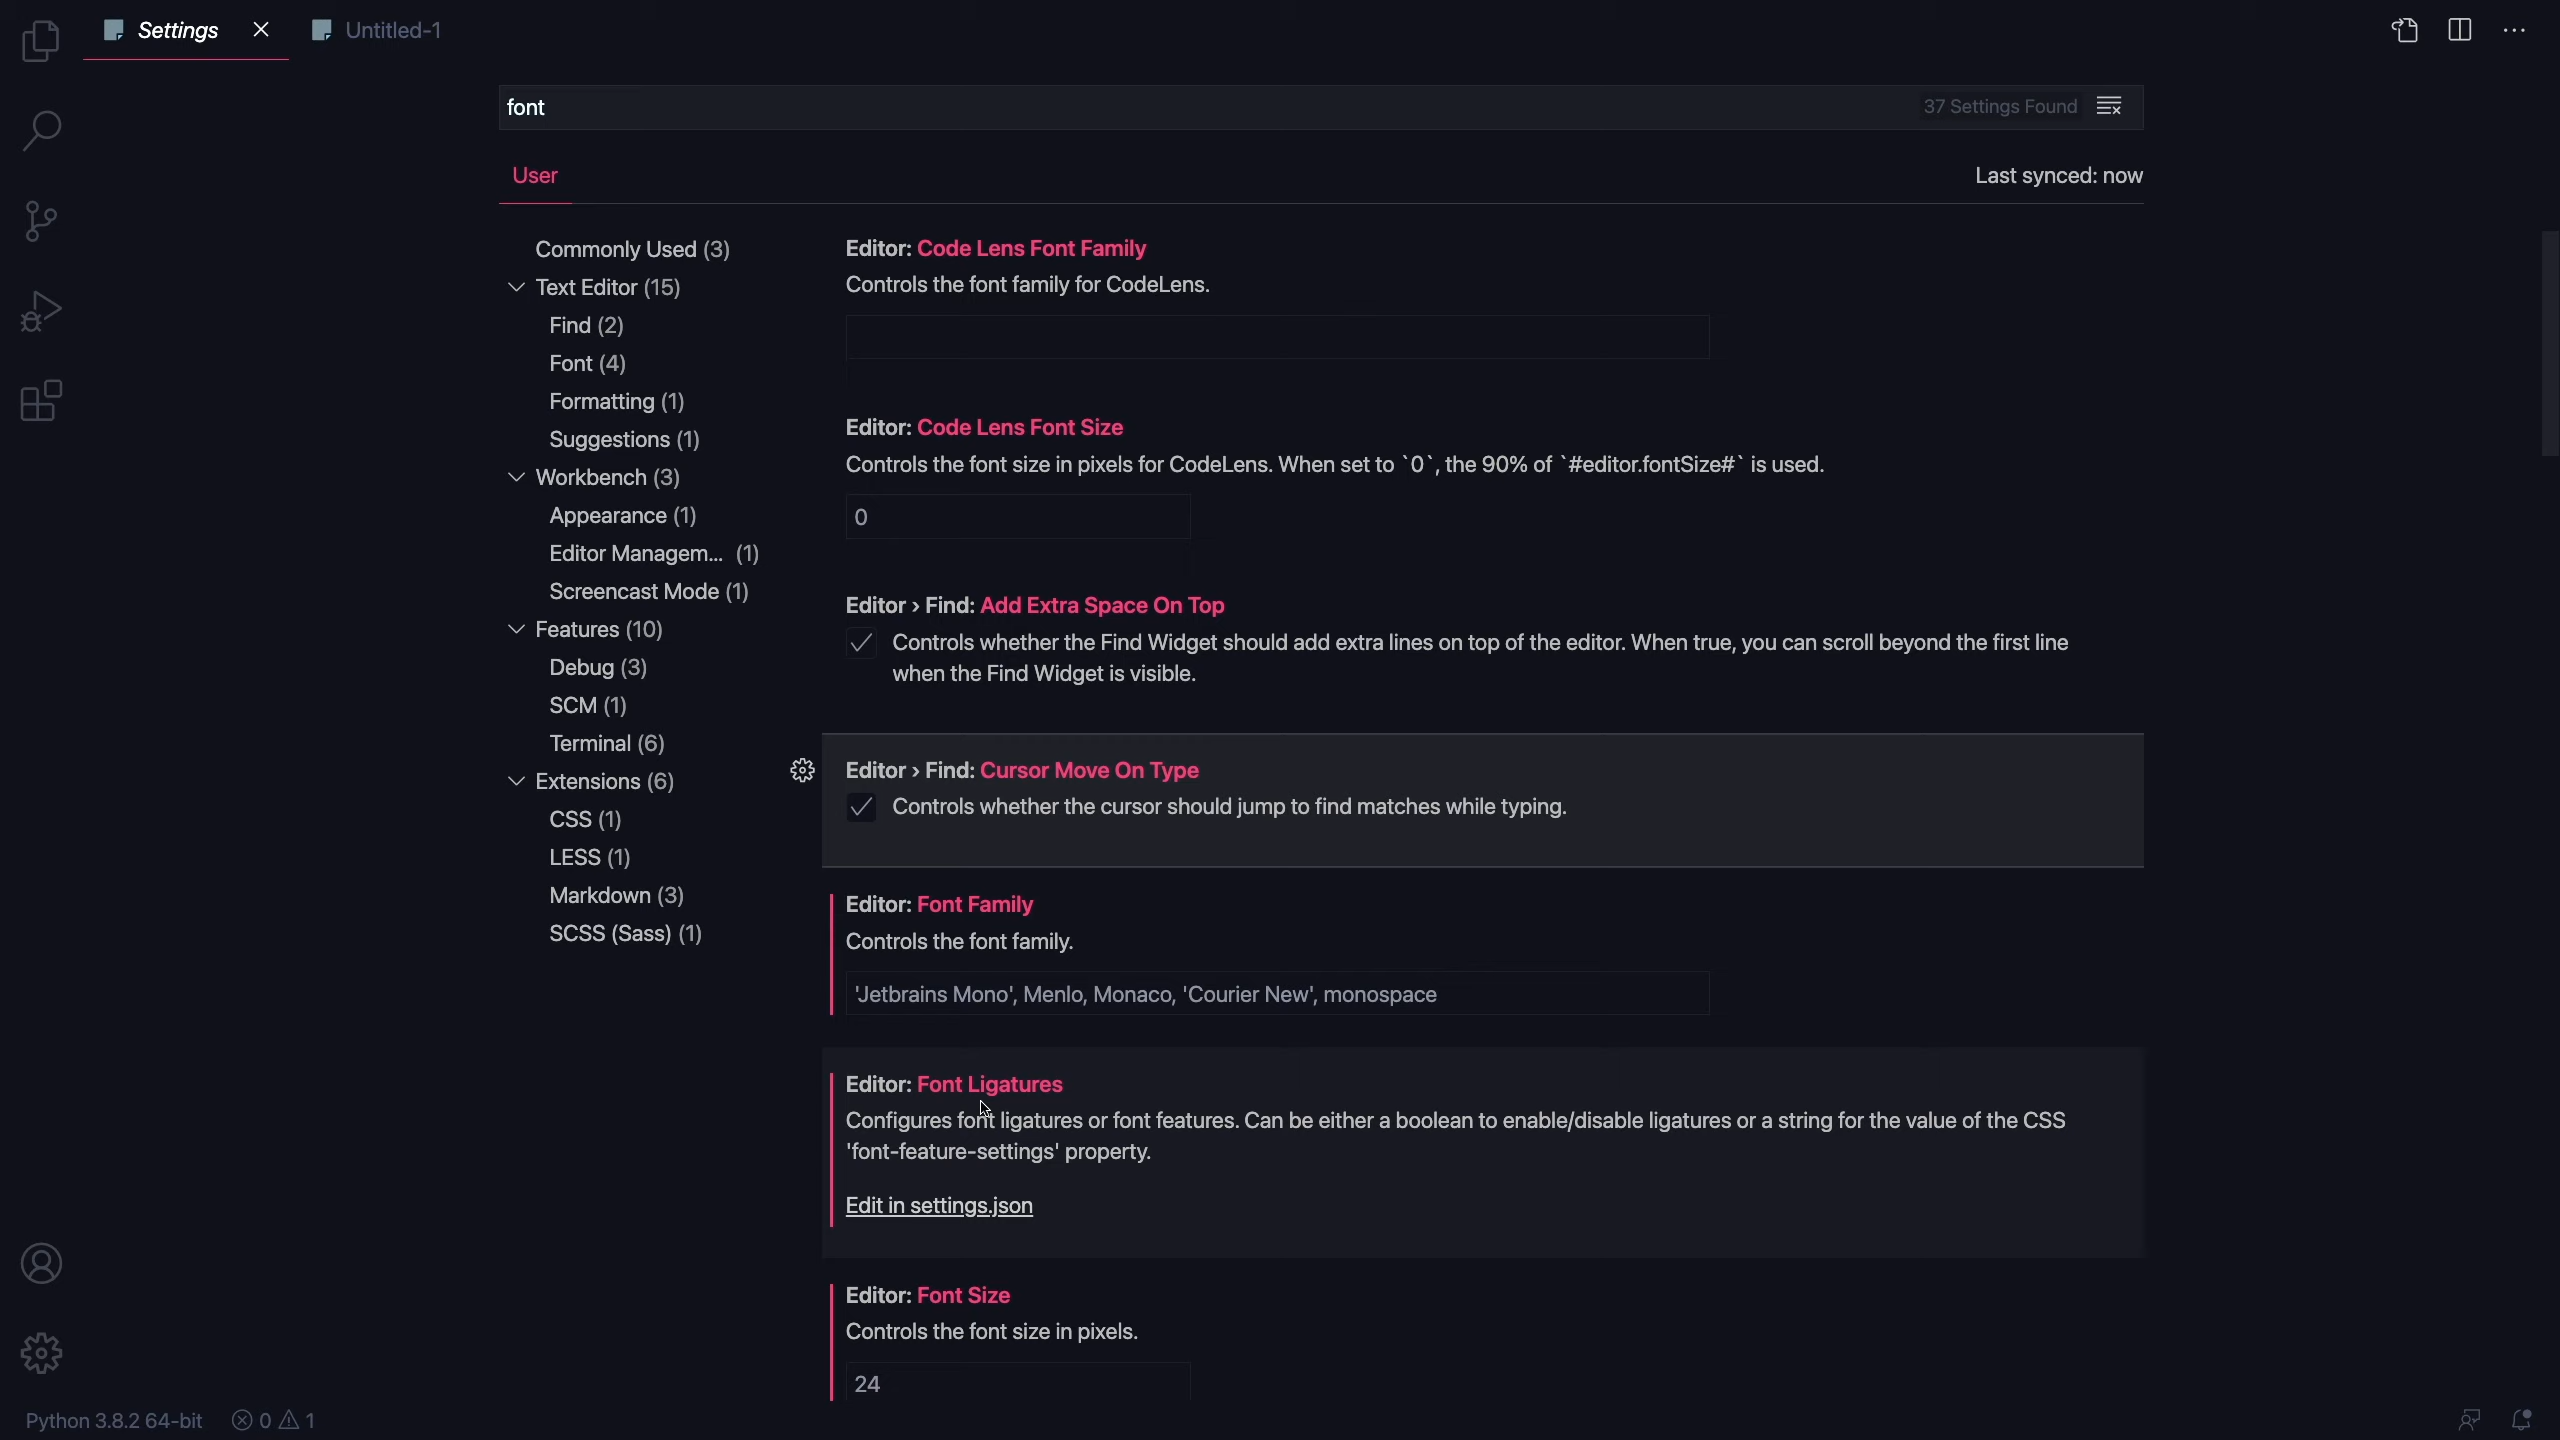 Settings
Untitled-1
font
37 Settings Found
User
Last synced: now
Commonly Used (3)
Text Editor (15)
Find (2)
Font (4)
Formatting (1)
Suggestions (1)
Workbench (3)
Appearance (1)
Editor Managem... (1)
Screencast Mode (1)
Features (10)
Debug (3)
SCM (1)
Terminal (6)
Extensions (6)
CSS (1)
LESS (1)
Markdown (3)
SCSS (Sass) (1)
Editor: Code Lens Font Family
Controls the font family for CodeLens.
Editor: Code Lens Font Size
Controls the font size in pixels for CodeLens. When set to `0`, the 90% of `#editor.fontSize#` is used.
0
Editor › Find: Add Extra Space On Top
Controls whether the Find Widget should add extra lines on top of the editor. When true, you can scroll beyond the first line
when the Find Widget is visible.
Editor › Find: Cursor Move On Type
Controls whether the cursor should jump to find matches while typing.
Editor: Font Family
Controls the font family.
'Jetbrains Mono', Menlo, Monaco, 'Courier New', monospace
Editor: Font Ligatures
Configures font ligatures or font features. Can be either a boolean to enable/disable ligatures or a string for the value of the CSS
'font-feature-settings' property.
Edit in settings.json
Editor: Font Size
Controls the font size in pixels.
24
Python 3.8.2 64-bit
0
1